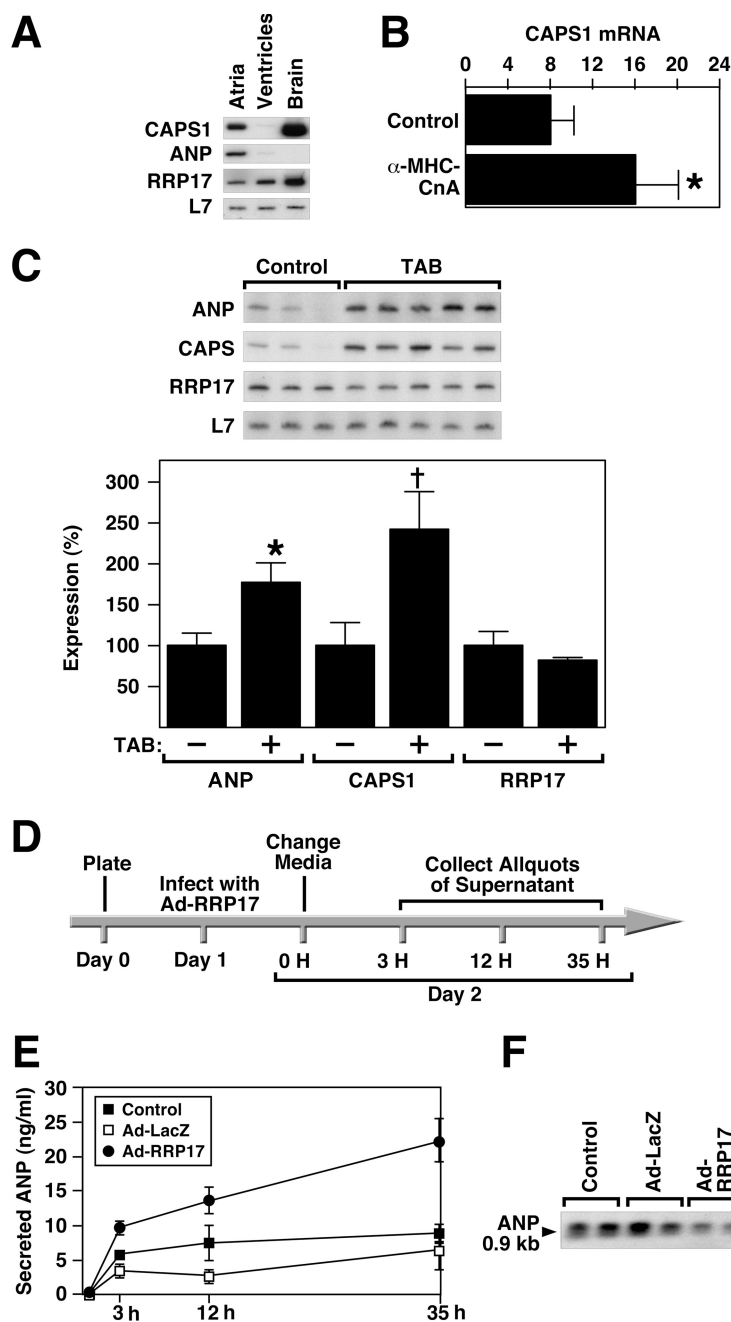 A
Atria
Ventricles
Brain
CAPS1
ANP
RRP17
L7
B
CAPS1 mRNA
0 4 8 12 16 20 24
Control
α-MHC-
CnA
*
C
Control TAB
ANP
CAPS
RRP17
L7
Expression (%)
300
250
200
150
100
50
* †
TAB: − + − + − +
ANP CAPS1 RRP17
D
Plate
Infect with
Ad-RRP17
Change
Media
Collect Allquots
of Supernatant
Day 0 Day 1 0 H 3 H 12 H 35 H
Day 2
E
Secreted ANP (ng/ml)
30
25
20
15
10
5
0
Control
Ad-LacZ
Ad-RRP17
3 h 12 h 35 h
F
Control
Ad-LacZ
Ad-
RRP17
ANP
0.9 kb